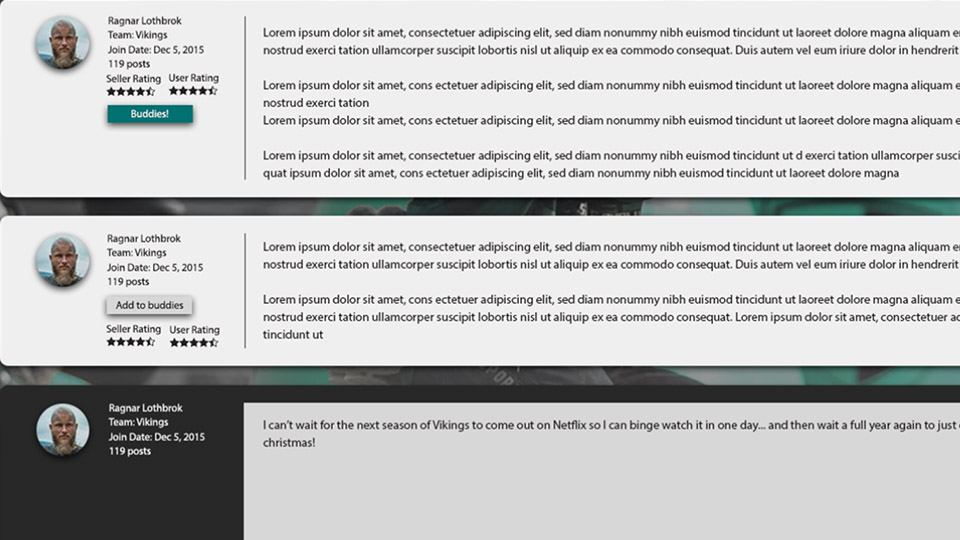 Ragnar Lothbrok
Team: Vikings
Join Date: Dec 5, 2015
119 posts
Seller Rating User Rating
Buddies!
Lorem ipsum dolor sit amet, consectetuer adipiscing elit, sed diam nonummy nibh euismod tincidunt ut laoreet dolore magna aliquam
nostrud exerci tation ullamcorper suscipit lobortis nisl ut aliquip ex ea commodo consequat. Duis autem vel eum iriure dolor in hendrerit
Lorem ipsum dolor sit amet, cons ectetuer adipiscing elit, sed diam nonummy nibh euismod tincidunt ut laoreet dolore magna aliquam
nostrud exerci tation
Lorem ipsum dolor sit amet, cons ectetuer adipiscing elit, sed diam nonummy nibh euismod tincidunt ut laoreet dolore magna aliquam
Lorem ipsum dolor sit amet, consectetuer adipiscing elit, sed diam nonummy nibh euismod tincidunt ut d exerci tation ullamcorper susci
quat ipsum dolor sit amet, cons ectetuer adipiscing elit, sed diam nonummy nibh euismod tincidunt ut laoreet dolore magna
Ragnar Lothbrok
Team: Vikings
Join Date: Dec 5, 2015
119 posts
Add to buddies
Seller Rating User Rating
Lorem ipsum dolor sit amet, consectetuer adipiscing elit, sed diam nonummy nibh euismod tincidunt ut laoreet dolore magna aliquam
nostrud exerci tation ullamcorper suscipit lobortis nisl ut aliquip ex ea commodo consequat. Duis autem vel eum iriure dolor in hendrerit
Lorem ipsum dolor sit amet, cons ectetuer adipiscing elit, sed diam nonummy nibh euismod tincidunt ut laoreet dolore magna aliquam
nostrud exerci tation ullamcorper suscipit lobortis nisl ut aliquip ex ea commodo consequat. Lorem ipsum dolor sit amet, consectetuer
tincidunt ut
Ragnar Lothbrok
Team: Vikings
Join Date: Dec 5, 2015
119 posts
I can't wait for the next season of Vikings to come out on Netflix so I can binge watch it in one day... and then wait a full year again to just
christmas!